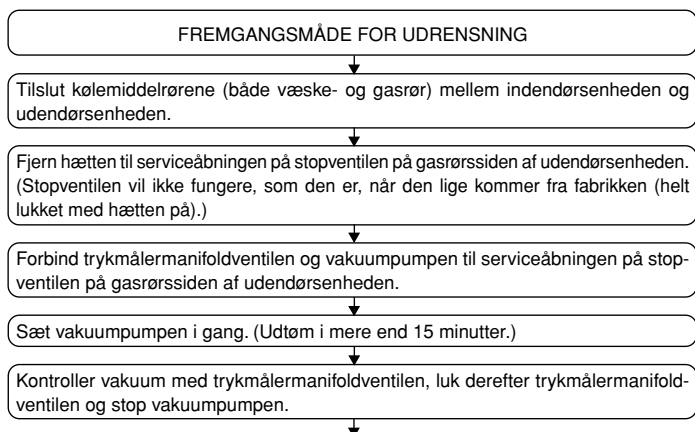 FREMGANGSMÅDE FOR UDRENSNING
Tilslut kølemiddelrørene (både væske- og gasrør) mellem indendørsenheden og
udendørsenheden.
Fjern hætten til serviceåbningen på stopventilen på gasrørssiden af udendørsenheden.
(Stopventilen vil ikke fungere, som den er, når den lige kommer fra fabrikken (helt
lukket med hætten på).)
Forbind trykmålermanifoldventilen og vakuumpumpen til serviceåbningen på stop-
ventilen på gasrørssiden af udendørsenheden.
Sæt vakuumpumpen i gang. (Udtøm i mere end 15 minutter.)
Kontroller vakuum med trykmålermanifoldventilen, luk derefter trykmålermanifold-
ventilen og stop vakuumpumpen.